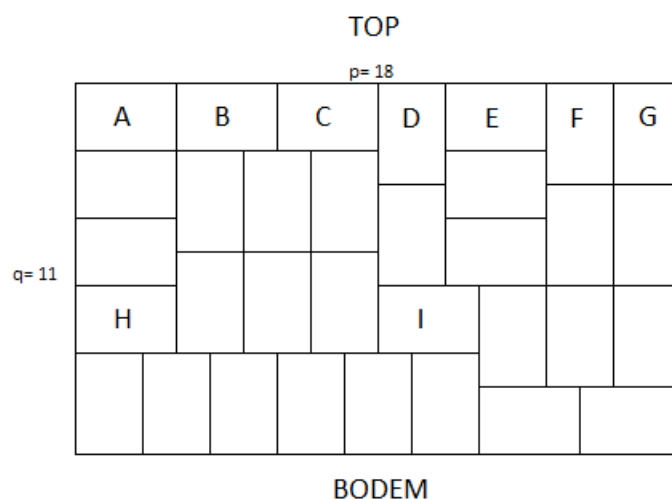 TOP
p= 18
A B C D E F G
q= 11
H I
BODEM